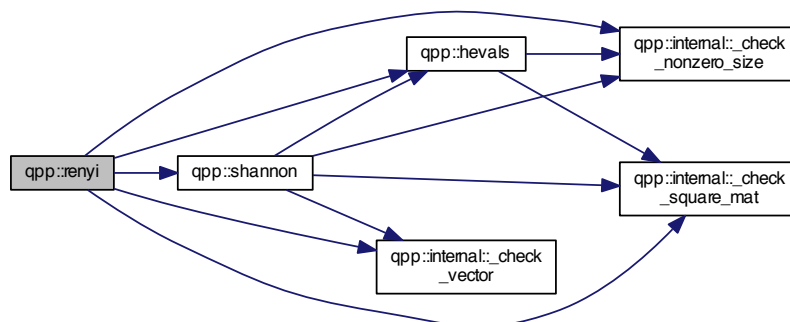 qpp::renyi
qpp::shannon
qpp::hevals
qpp::internal::_check
_vector
qpp::internal::_check
_nonzero_size
qpp::internal::_check
_square_mat